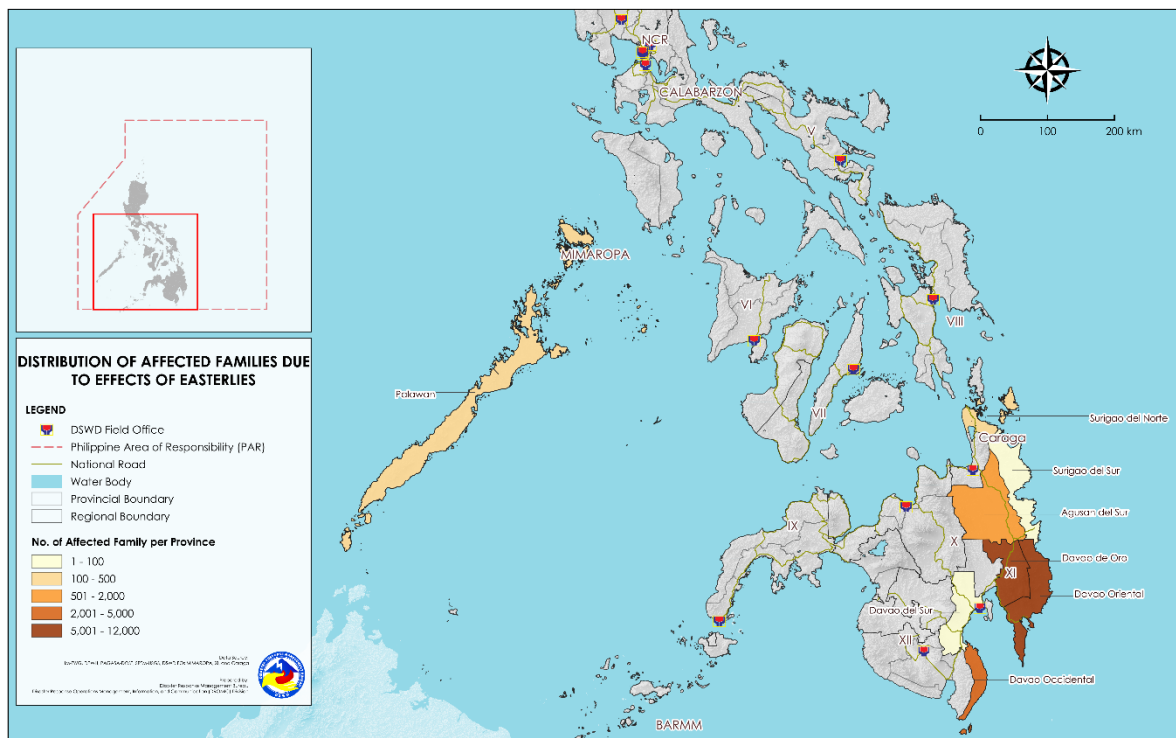 NCR
CALABARZON
V
0 100 200 km
MIMAROPA
VI
VIII
DISTRIBUTION OF AFFECTED FAMILIES DUE
TO EFFECTS OF EASTERLIES
LEGEND
DSWD Field Office
Philippine Area of Responsibility (PAR)
National Road
Water Body
Provincial Boundary
Regional Boundary
No. of Affected Family per Province
1 - 100
100 - 500
501 - 2,000
2,001 - 5,000
5,001 - 12,000
Palawan
VII
Surigao del Norte
Caraga
Surigao del Sur
Agusan del Sur
IX
X
Davao de Oro
XI
Davao Oriental
Davao del Sur
XII
Davao Occidental
BARMM